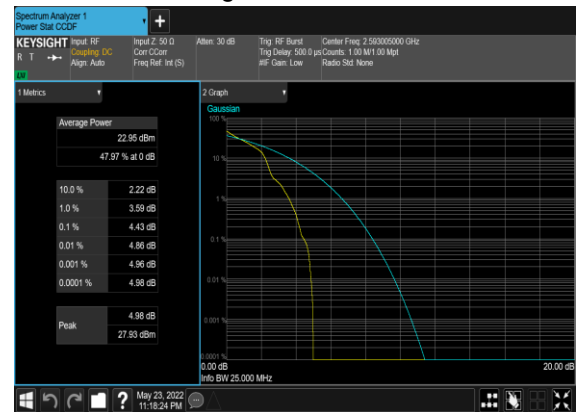 Spectrum Analyzer 1
Power Stat CCDF
+
KEYSIGHT
R T
LU
Input: RF
Coupling: DC
Align: Auto
Input Z: 50 Ω
Corr CCorr
Freq Ref: Int (S)
Atten: 30 dB
Trig: RF Burst
Trig Delay: 500.0 µs
#IF Gain: Low
Center Freq: 2.593005000 GHz
Counts: 1.00 M/1.00 Mpt
Radio Std: None
1 Metrics
Average Power
22.95 dBm
47.97 % at 0 dB
10.0 % 2.22 dB
1.0 % 3.59 dB
0.1 % 4.43 dB
0.01 % 4.86 dB
0.001 % 4.96 dB
0.0001 % 4.98 dB
Peak
4.98 dB
27.93 dBm
2 Graph
Gaussian
100 %
10 %
1 %
0.1 %
0.01 %
0.001 %
0.0001 %
0.00 dB 20.00 dB
Info BW 25.000 MHz
?
May 23, 2022
11:18:24 PM